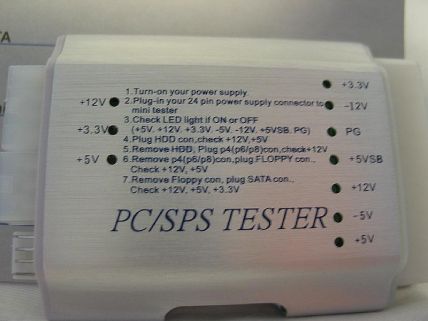 1.Turn-on your power supply.
2.Plug-in your 24 pin power supply connector to
mini tester
3.Check LED light if ON or OFF
(+5V, +12V, +3.3V, -5V, -12V, +5VSB, PG)
4.Plug HDD con,check +12V,+5V
5.Remove HDD, Plug p4(p6/p8)con,check+12V
6.Remove p4(p6/p8)con,plug FLOPPY con.,
Check +12V, +5V
7.Remove Floppy con, plug SATA con..
Check +12V, +5V, +3.3V
+12V
+3.3V
+5V
+3.3V
-12V
PG
+5VSB
+12V
-5V
+5V
PC/SPS TESTER